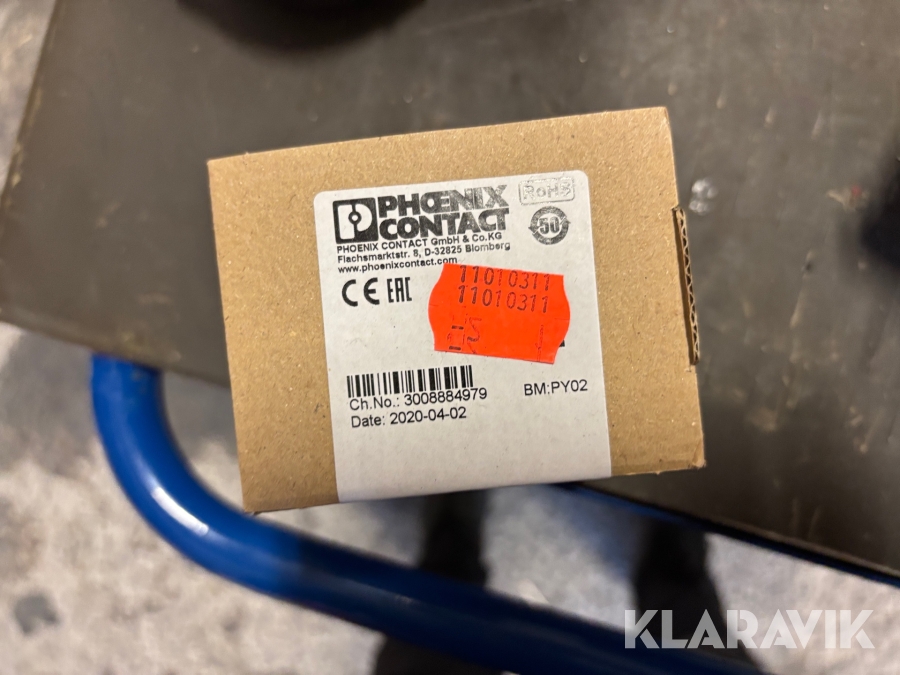 RoHS
PHOENIX
CONTACT
50
PHOENIX CONTACT GmbH & Co.KG
Flachsmarktstr. 8, D-32825 Blomberg
www.phoenixcontact.com
CE EAC
11010311
11010311
Ch.No.: 3008884979
BM:PY02
Date: 2020-04-02
KLARAVIK